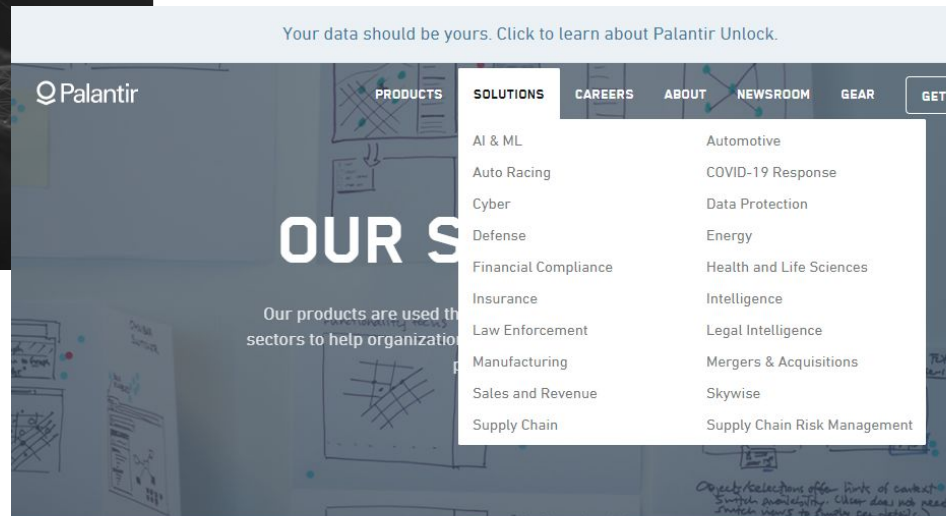 Your data should be yours. Click to learn about Palantir Unlock.
Palantir
PRODUCTS SOLUTIONS CAREERS ABOUT NEWSROOM GEAR GET
AI & ML Automotive
Auto Racing COVID-19 Response
Cyber Data Protection
Defense Energy
Financial Compliance Health and Life Sciences
Insurance Intelligence
Law Enforcement Legal Intelligence
Manufacturing Mergers & Acquisitions
Sales and Revenue Skywise
Supply Chain Supply Chain Risk Management
OUR S
Our products are used th
sectors to help organizatio
p